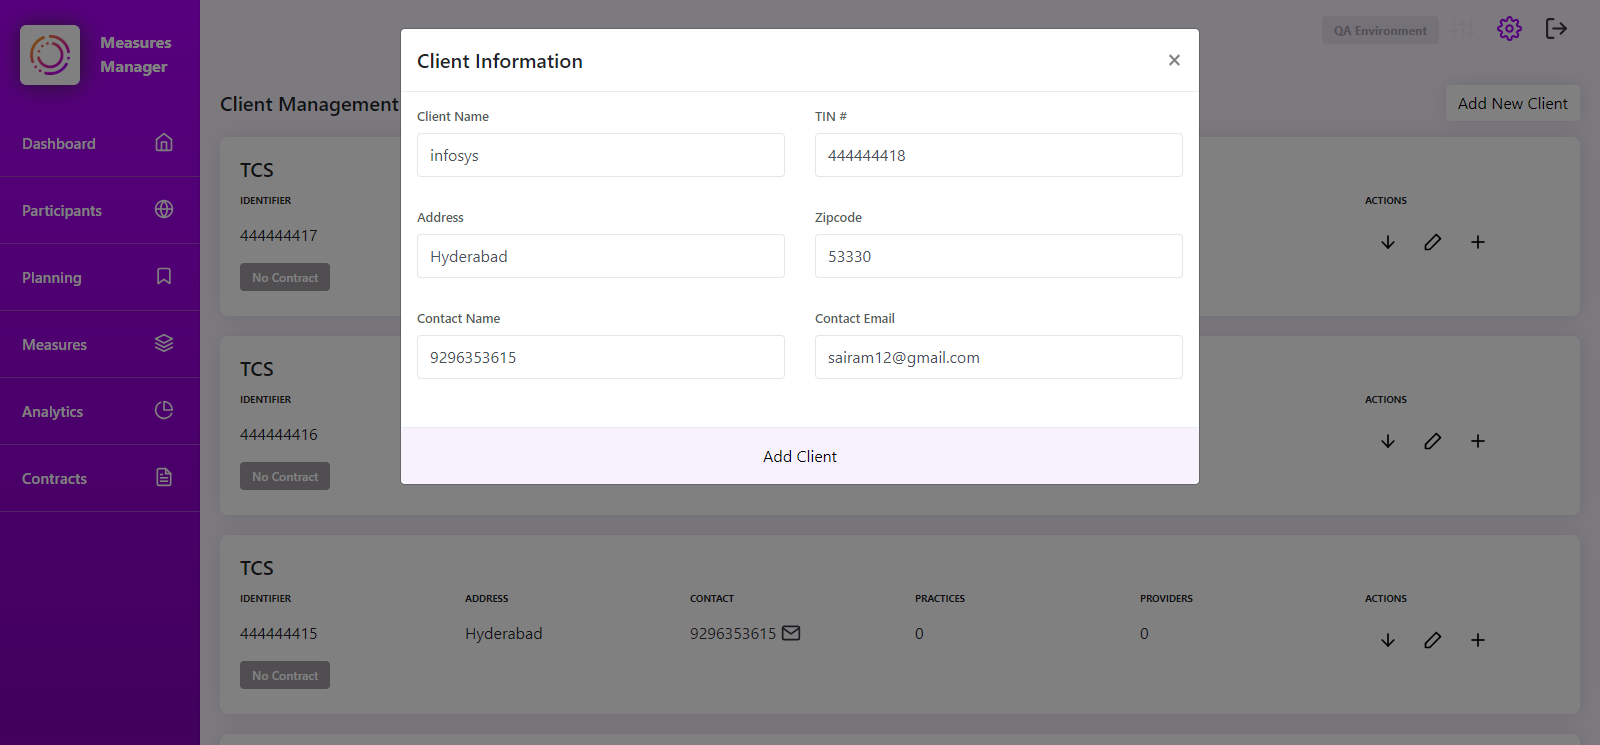 Measures
Manager
QA Environment
Dashboard
Participants
Planning
Measures
Analytics
Contracts
Client Management
Add New Client
Client Information
×
Client Name
TIN #
infosys
444444418
Address
Zipcode
Hyderabad
53330
Contact Name
Contact Email
9296353615
sairam12@gmail.com
Add Client
TCS
IDENTIFIER
ACTIONS
444444417
No Contract
TCS
IDENTIFIER
ACTIONS
444444416
No Contract
TCS
IDENTIFIER ADDRESS CONTACT PRACTICES PROVIDERS ACTIONS
444444415 Hyderabad 9296353615 0 0
No Contract